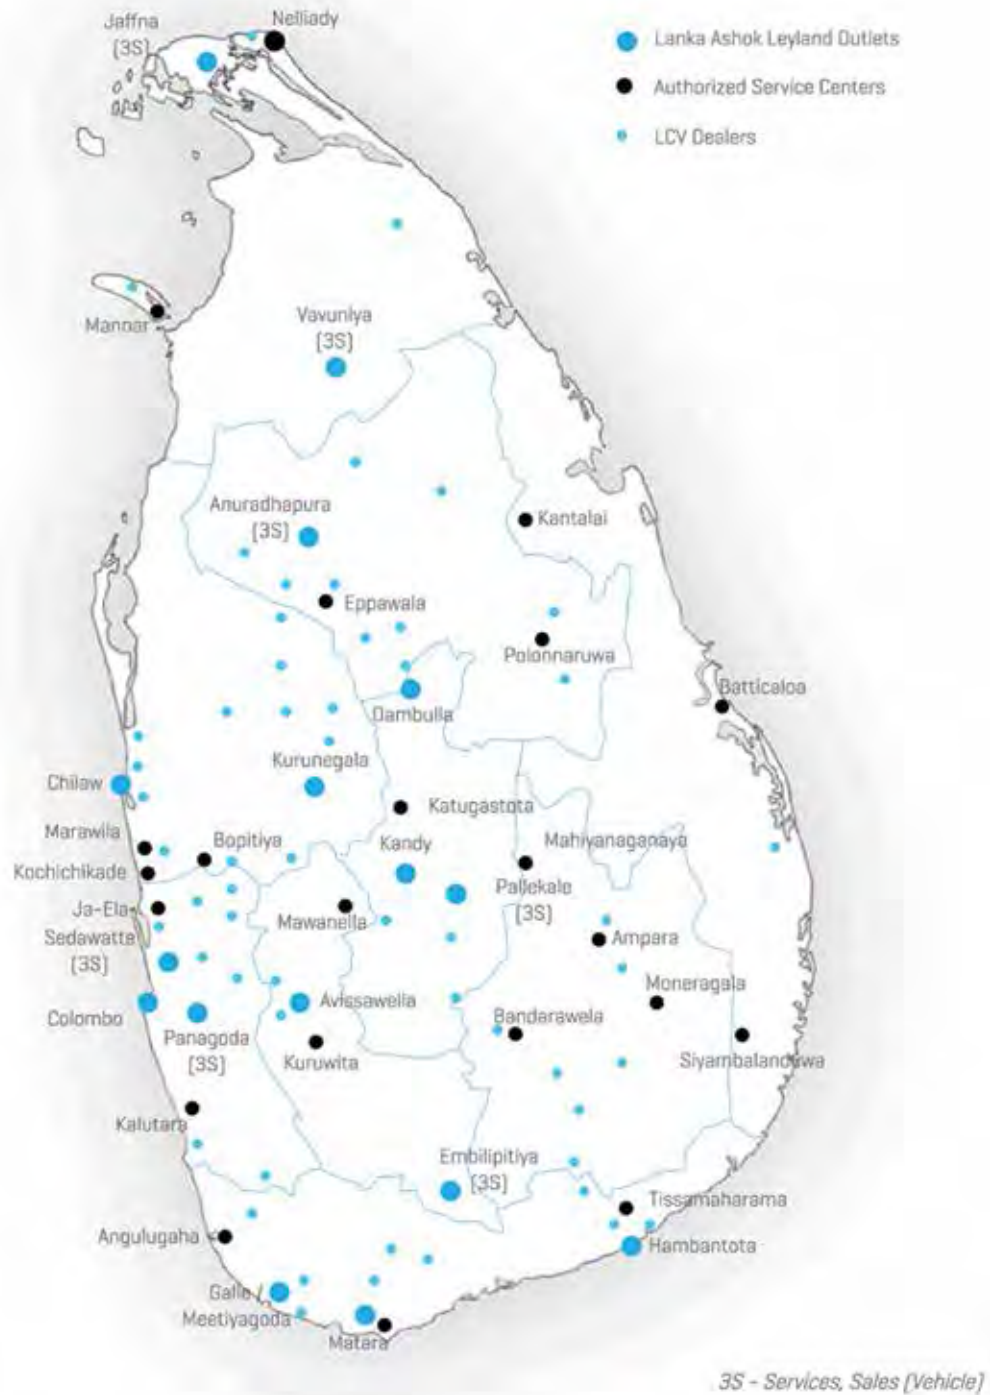 Jaffna
(3S)
Nelliady
Lanka Ashok Leyland Outlets
Authorized Service Centers
LCV Dealers
Mannar
Vavuniya
(3S)
Anuradhapura
(3S)
Kantalai
Eppawala
Polonnaruwa
Batticaloa
Dambulla
Kurunegala
Chilaw
Katugastota
Marawila
Bopitiya
Kandy
Mahiyanaganaya
Kochichikade
Pallekale
(3S)
Ja-Ela
Mawanella
Sedawatta
(3S)
Ampara
Moneragala
Avissawella
Colombo
Bandarawela
Panagoda
(3S)
Kuruwita
Siyambalanduwa
Kalutara
Embilipitiya
(3S)
Tissamaharama
Angulugaha
Hambantota
Galle /
Meetiyagoda
Matara
3S - Services, Sales (Vehicle)